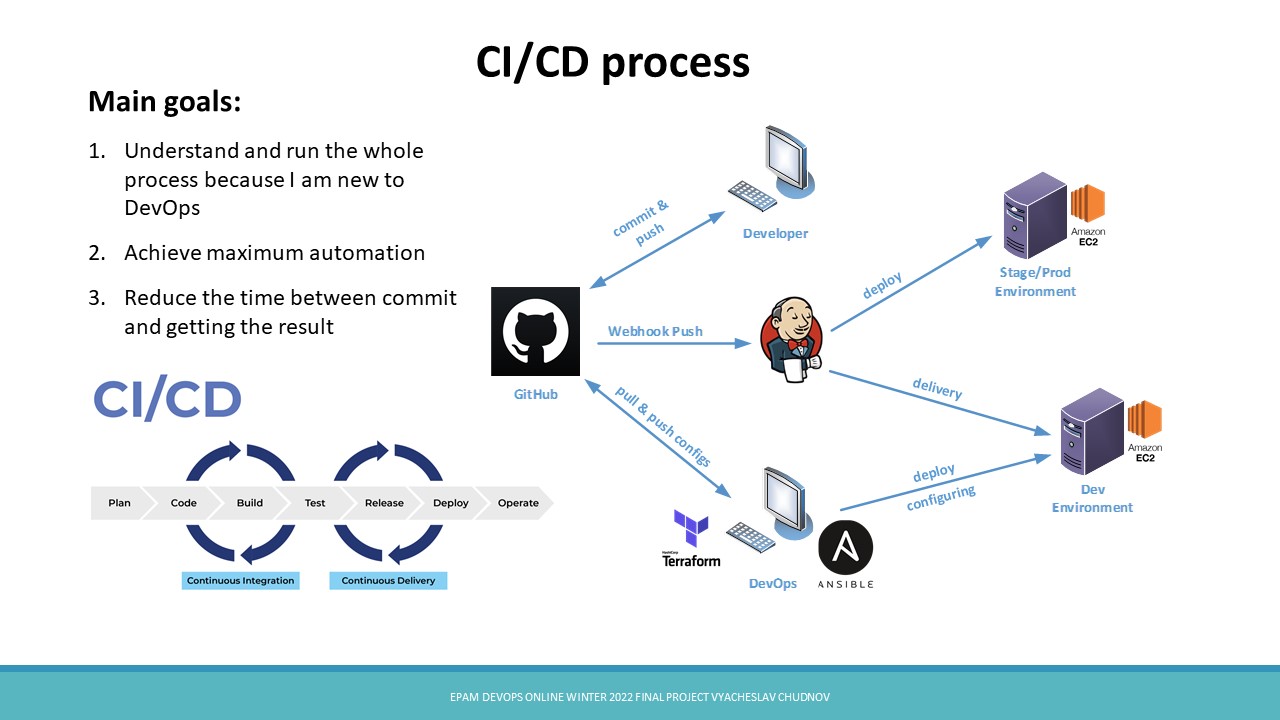 CI/CD process
Main goals:
1. Understand and run the whole
process because I am new to
DevOps
2. Achieve maximum automation
3. Reduce the time between commit
and getting the result
CI/CD
Plan
Code
Build
Test
Release
Deploy
Operate
Continuous Integration
Continuous Delivery
Developer
commit &
push
GitHub
Webhook Push
pull & push configs
deploy
Amazon
EC2
Stage/Prod
Environment
delivery
Amazon
EC2
Dev
Environment
deploy
configuring
HashiCorp
Terraform
DevOps
ANSIBLE
EPAM DEVOPS ONLINE WINTER 2022 FINAL PROJECT VYACHESLAV CHUDNOV